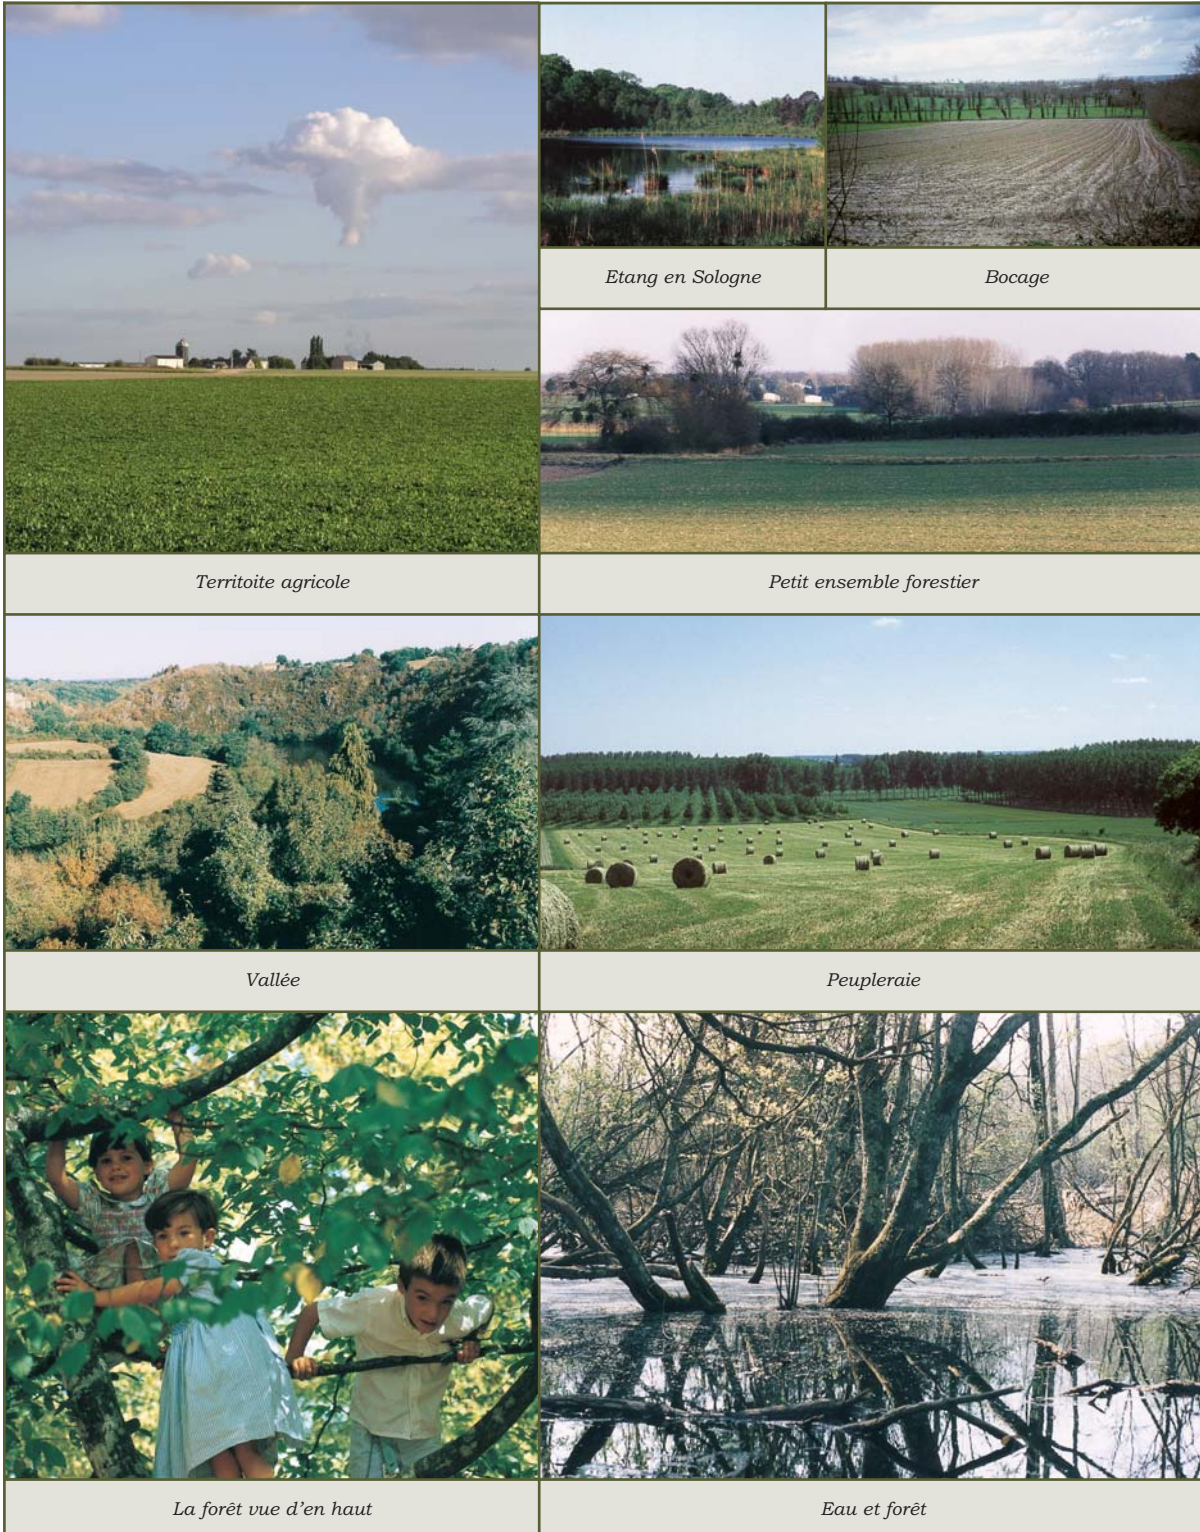 Etang en Sologne
Bocage
Territoite agricole
Petit ensemble forestier
Vallée
Peupleraie
La forêt vue d'en haut
Eau et forêt